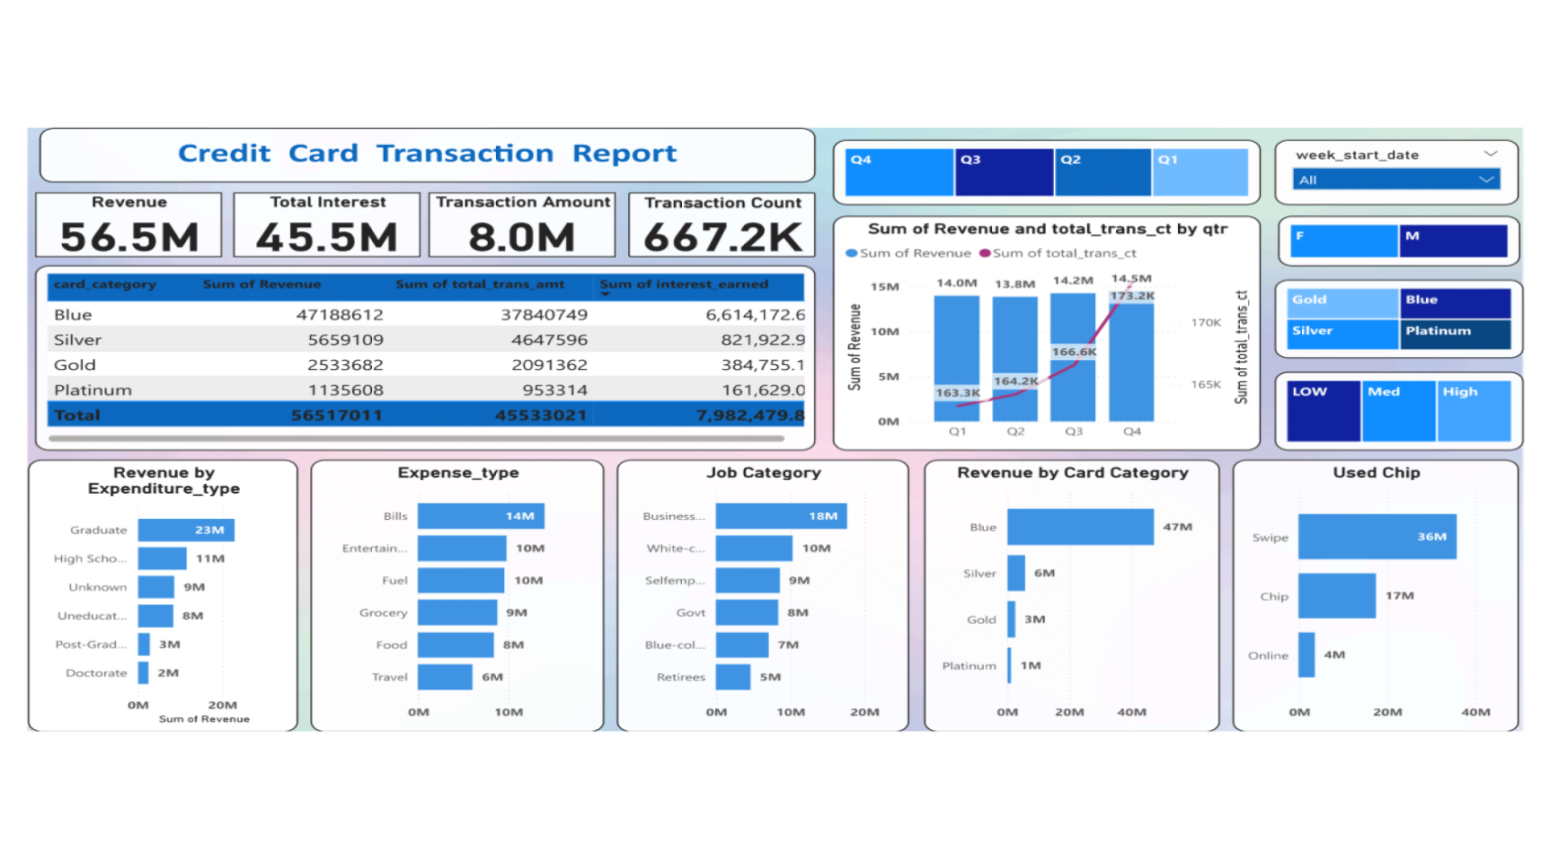 Credit Card Transaction Report
Revenue
56.5M
Total Interest
45.5M
Transaction Amount
8.0M
Transaction Count
667.2K
card_category Sum of Revenue Sum of total_trans_amt Sum of interest_earned
Blue 47188612 37840749 6,614,172.6
Silver 5659109 4647596 821,922.9
Gold 2533682 2091362 384,755.1
Platinum 1135608 953314 161,629.0
Total 56517011 45533021 7,982,479.8
Q4 Q3 Q2 Q1
Sum of Revenue and total_trans_ct by qtr
Sum of Revenue Sum of total_trans_ct
Sum of Revenue
15M
10M
5M
0M
14.0M 13.8M 14.2M 14.5M
163.3K 164.2K 166.6K 173.2K
170K
165K
Sum of total_trans_ct
Q1 Q2 Q3 Q4
week_start_date
All
F M
Gold Blue
Silver Platinum
LOW Med High
Revenue by
Expenditure_type
Graduate 23M
High Scho... 11M
Unknown 9M
Uneducat... 8M
Post-Grad... 3M
Doctorate 2M
0M 20M
Sum of Revenue
Expense_type
Bills 14M
Entertain... 10M
Fuel 10M
Grocery 9M
Food 8M
Travel 6M
0M 10M
Job Category
Business... 18M
White-c... 10M
Selfemp... 9M
Govt 8M
Blue-col... 7M
Retirees 5M
0M 10M 20M
Revenue by Card Category
Blue 47M
Silver 6M
Gold 3M
Platinum 1M
0M 20M 40M
Used Chip
Swipe 36M
Chip 17M
Online 4M
0M 20M 40M